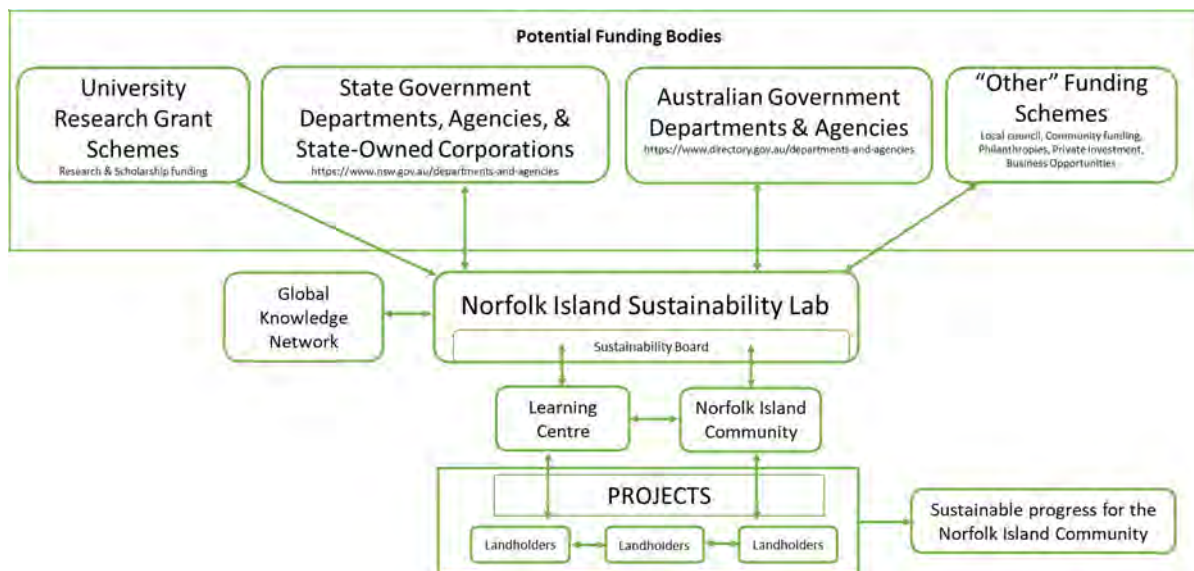 Potential Funding Bodies
University
Research Grant
Schemes
Research & Scholarship funding
State Government
Departments, Agencies, &
State-Owned Corporations
https://www.nsw.gov.au/departments-and-agencies
Australian Government
Departments & Agencies
https://www.directory.gov.au/departments-and-agencies
“Other” Funding
Schemes
Local council, Community funding,
Philanthropies, Private Investment,
Business Opportunities
Global
Knowledge
Network
Norfolk Island Sustainability Lab
Sustainability Board
Learning
Centre
Norfolk Island
Community
PROJECTS
Landholders
Landholders
Landholders
Sustainable progress for the
Norfolk Island Community